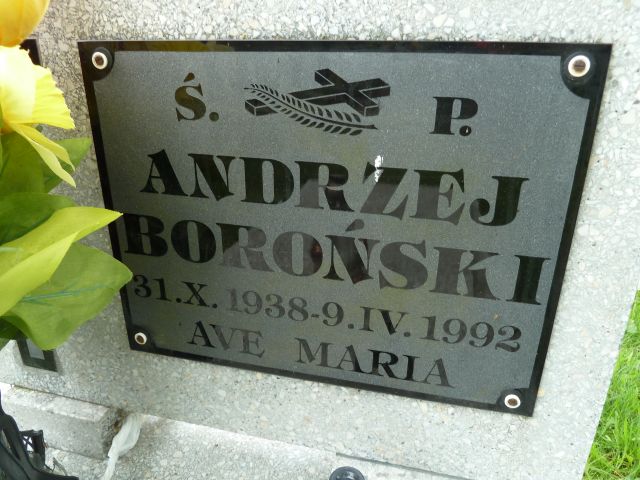 Ś. P.
ANDRZEJ
BOROŃSKI
31.X.1938-9.IV.1992
AVE MARIA